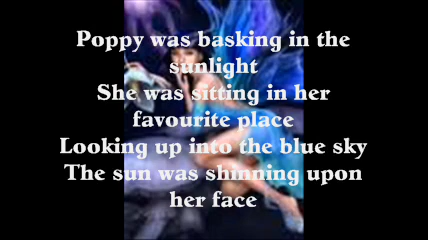 Poppy was basking in the
sunlight
She was sitting in her
favourite place
Looking up into the blue sky
The sun was shinning upon
her face